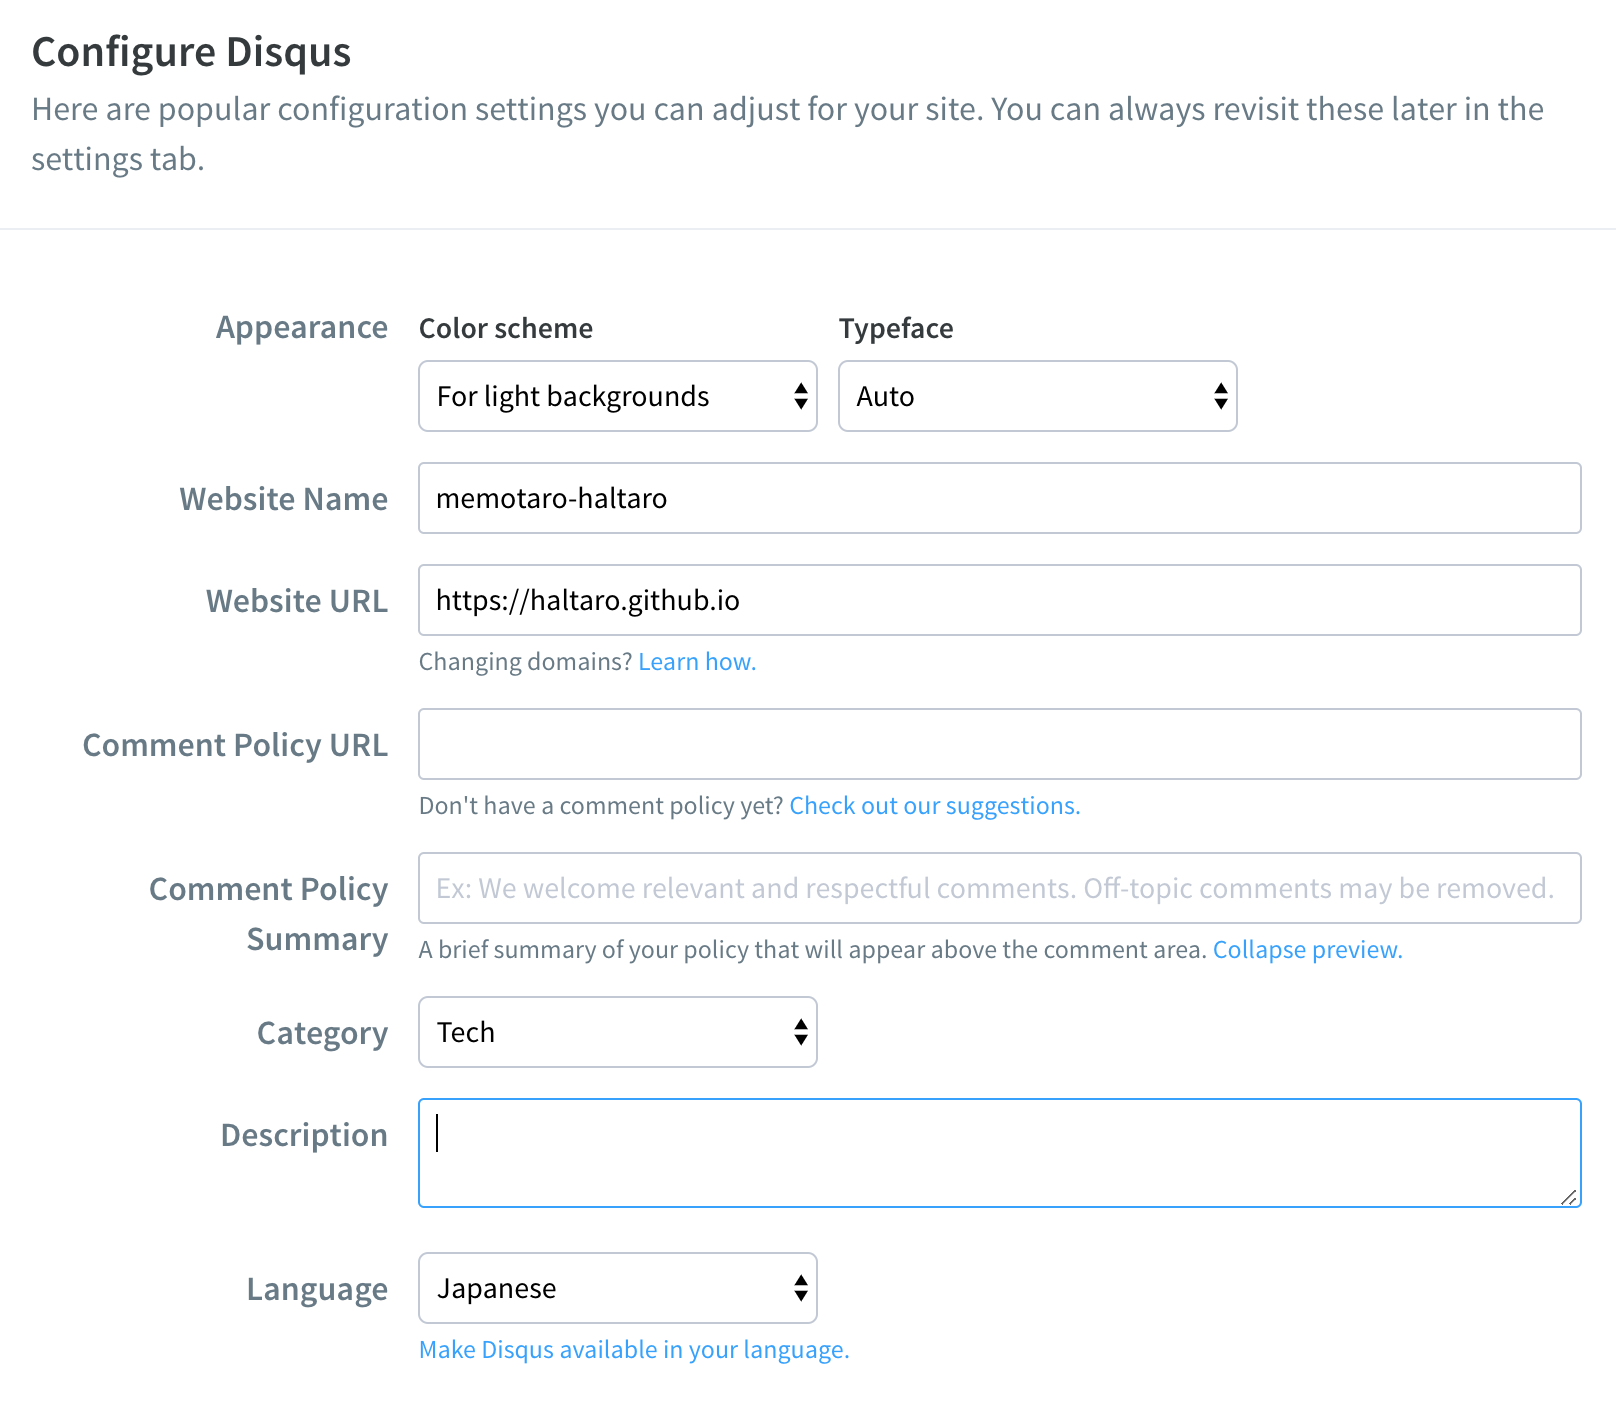 Configure Disqus
Here are popular configuration settings you can adjust for your site. You can always revisit these later in the
settings tab.
Appearance
Color scheme
Typeface
For light backgrounds
Auto
Website Name
memotaro-haltaro
Website URL
https://haltaro.github.io
Changing domains? Learn how.
Comment Policy URL
Don't have a comment policy yet? Check out our suggestions.
Comment Policy
Summary
Ex: We welcome relevant and respectful comments. Off-topic comments may be removed.
A brief summary of your policy that will appear above the comment area. Collapse preview.
Category
Tech
Description
Language
Japanese
Make Disqus available in your language.